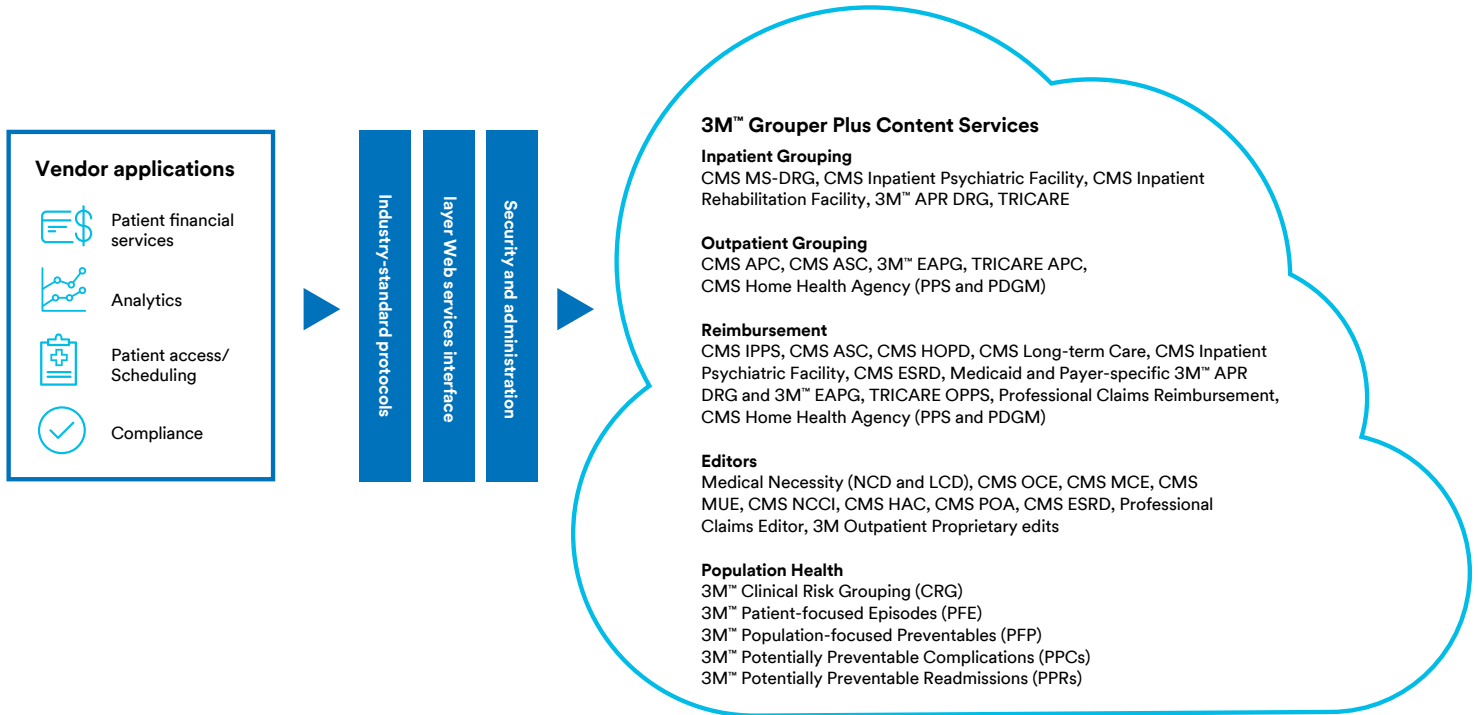 Vendor applications
Patient financial
services
Analytics
Patient access/
Scheduling
Compliance
Industry-standard protocols
layer Web services interface
Security and administration
3M™ Grouper Plus Content Services
Inpatient Grouping
CMS MS-DRG, CMS Inpatient Psychiatric Facility, CMS Inpatient
Rehabilitation Facility, 3M™ APR DRG, TRICARE
Outpatient Grouping
CMS APC, CMS ASC, 3M™ EAPG, TRICARE APC,
CMS Home Health Agency (PPS and PDGM)
Reimbursement
CMS IPPS, CMS ASC, CMS HOPD, CMS Long-term Care, CMS Inpatient
Psychiatric Facility, CMS ESRD, Medicaid and Payer-specific 3M™ APR
DRG and 3M™ EAPG, TRICARE OPPS, Professional Claims Reimbursement,
CMS Home Health Agency (PPS and PDGM)
Editors
Medical Necessity (NCD and LCD), CMS OCE, CMS MCE, CMS
MUE, CMS NCCI, CMS HAC, CMS POA, CMS ESRD, Professional
Claims Editor, 3M Outpatient Proprietary edits
Population Health
3M™ Clinical Risk Grouping (CRG)
3M™ Patient-focused Episodes (PFE)
3M™ Population-focused Preventables (PFP)
3M™ Potentially Preventable Complications (PPCs)
3M™ Potentially Preventable Readmissions (PPRs)